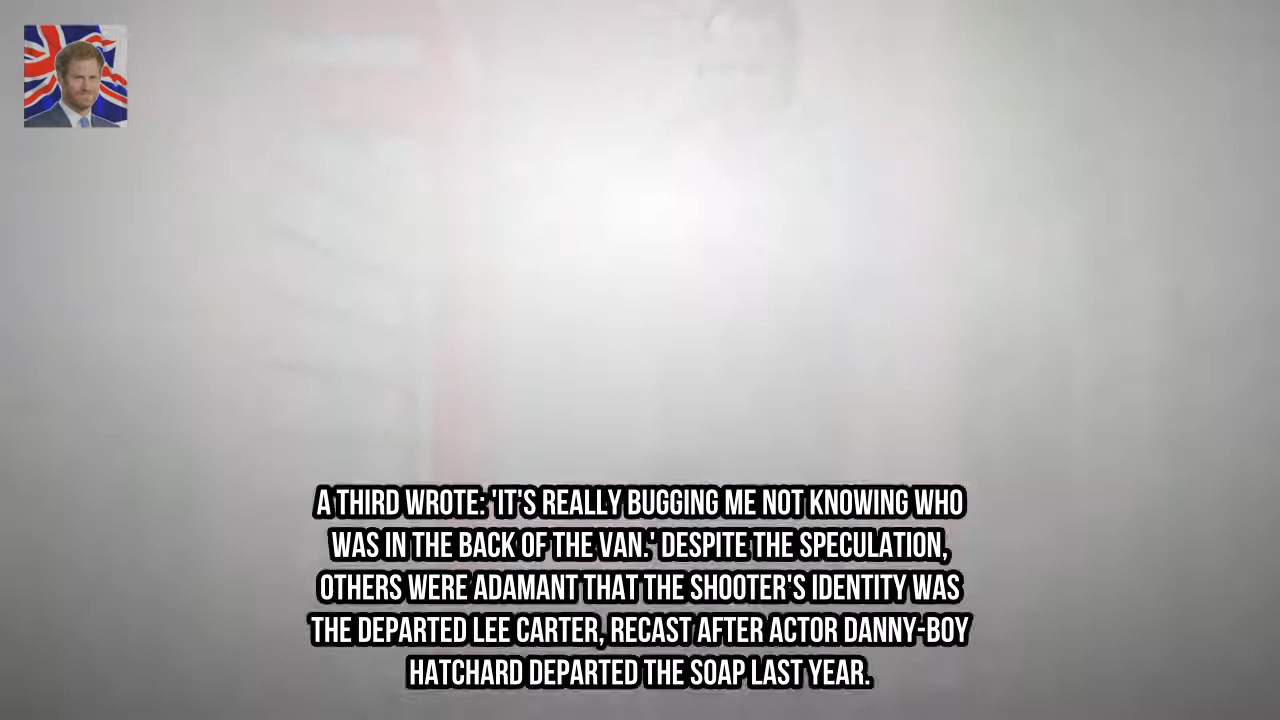 A THIRD WROTE: 'IT'S REALLY BUGGING ME NOT KNOWING WHO
WAS IN THE BACK OF THE VAN.' DESPITE THE SPECULATION,
OTHERS WERE ADAMANT THAT THE SHOOTER'S IDENTITY WAS
THE DEPARTED LEE CARTER, RECAST AFTER ACTOR DANNY-BOY
HATCHARD DEPARTED THE SOAP LAST YEAR.